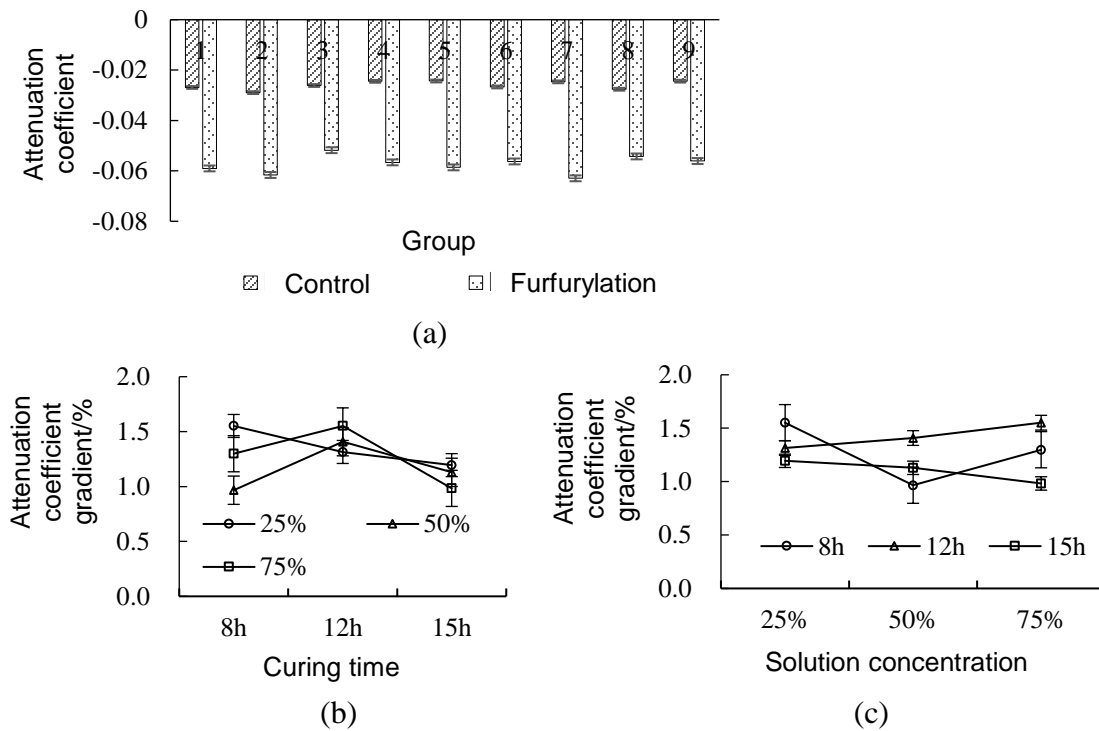 0
-0.02
-0.04
-0.06
-0.08
Attenuation
coefficient
1 2 3 4 5 6 7 8 9
Group
Control Furfurylation
(a)
Attenuation
coefficient
gradient/%
2.0
1.5
1.0
0.5
0.0
25% 50%
75%
8h 12h 15h
Curing time
(b)
Attenuation
coefficient
gradient/%
2.0
1.5
1.0
0.5
0.0
8h 12h 15h
25% 50% 75%
Solution concentration
(c)